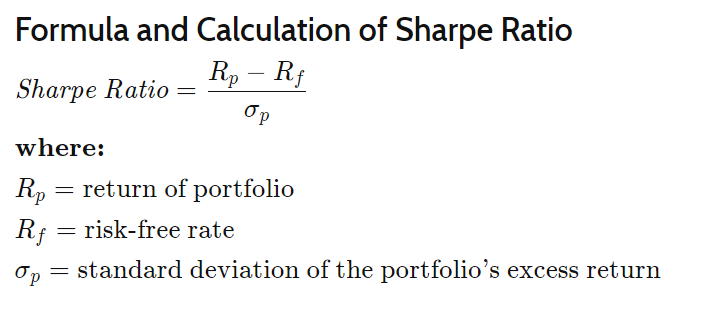 Formula and Calculation of Sharpe Ratio
Sharpe Ratio = \frac{R_p − R_f}{σ_p}
where:
R_p = return of portfolio
R_f = risk-free rate
σ_p = standard deviation of the portfolio’s excess return